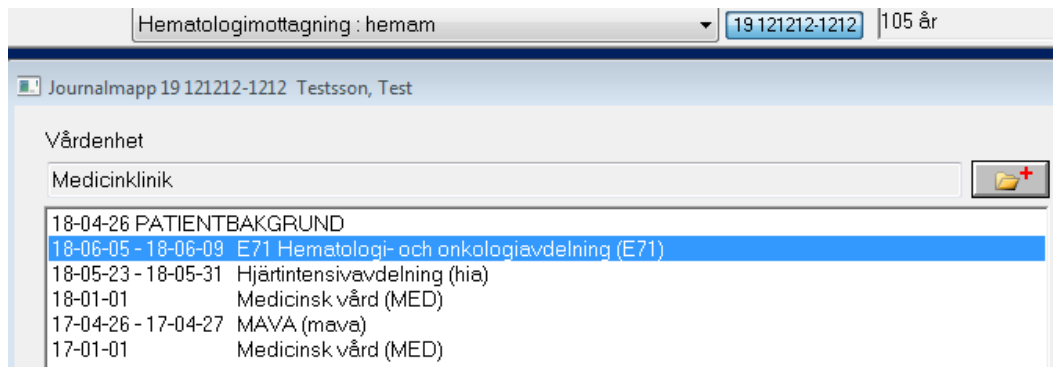 Hematologimottagning : hemam 19 121212-1212 105 år
Journalmapp 19 121212-1212 Testsson, Test
Vårdenhet
Medicinklinik
18-04-26 PATIENTBAKGRUND
18-06-05 - 18-06-09 E71 Hematologi- och onkologiavdelning (E71)
18-05-23 - 18-05-31 Hjärtintensivavdelning (hia)
18-01-01 Medicinsk vård (MED)
17-04-26 - 17-04-27 MAVA (mava)
17-01-01 Medicinsk vård (MED)